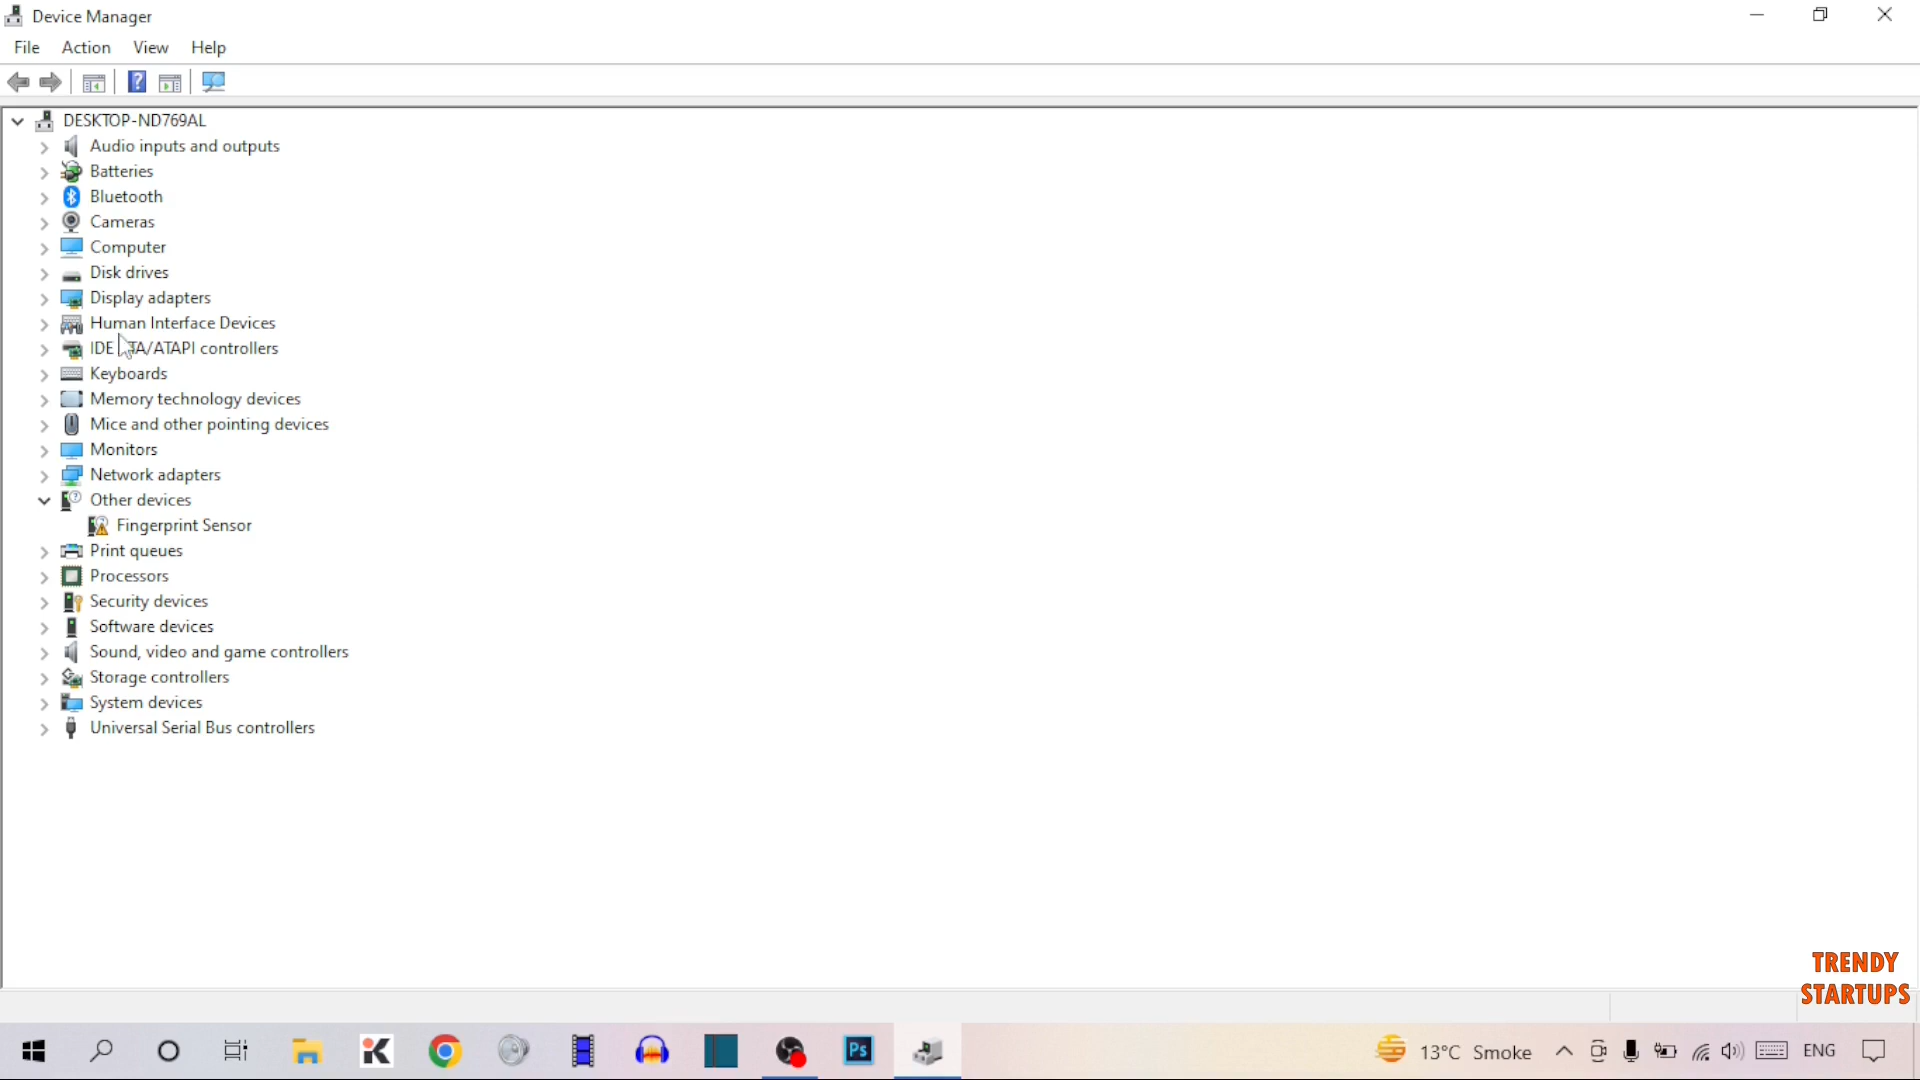 Device Manager
File Action View Help
DESKTOP-ND769AL
Audio inputs and outputs
Batteries
Bluetooth
Cameras
Computer
Disk drives
Display adapters
Human Interface Devices
IDE TA/ATAPI controllers
Keyboards
Memory technology devices
Mice and other pointing devices
Monitors
Network adapters
Other devices
Fingerprint Sensor
Print queues
Processors
Security devices
Software devices
Sound, video and game controllers
Storage controllers
System devices
Universal Serial Bus controllers
TRENDY
STARTUPS
Ps
13°C Smoke
ENG